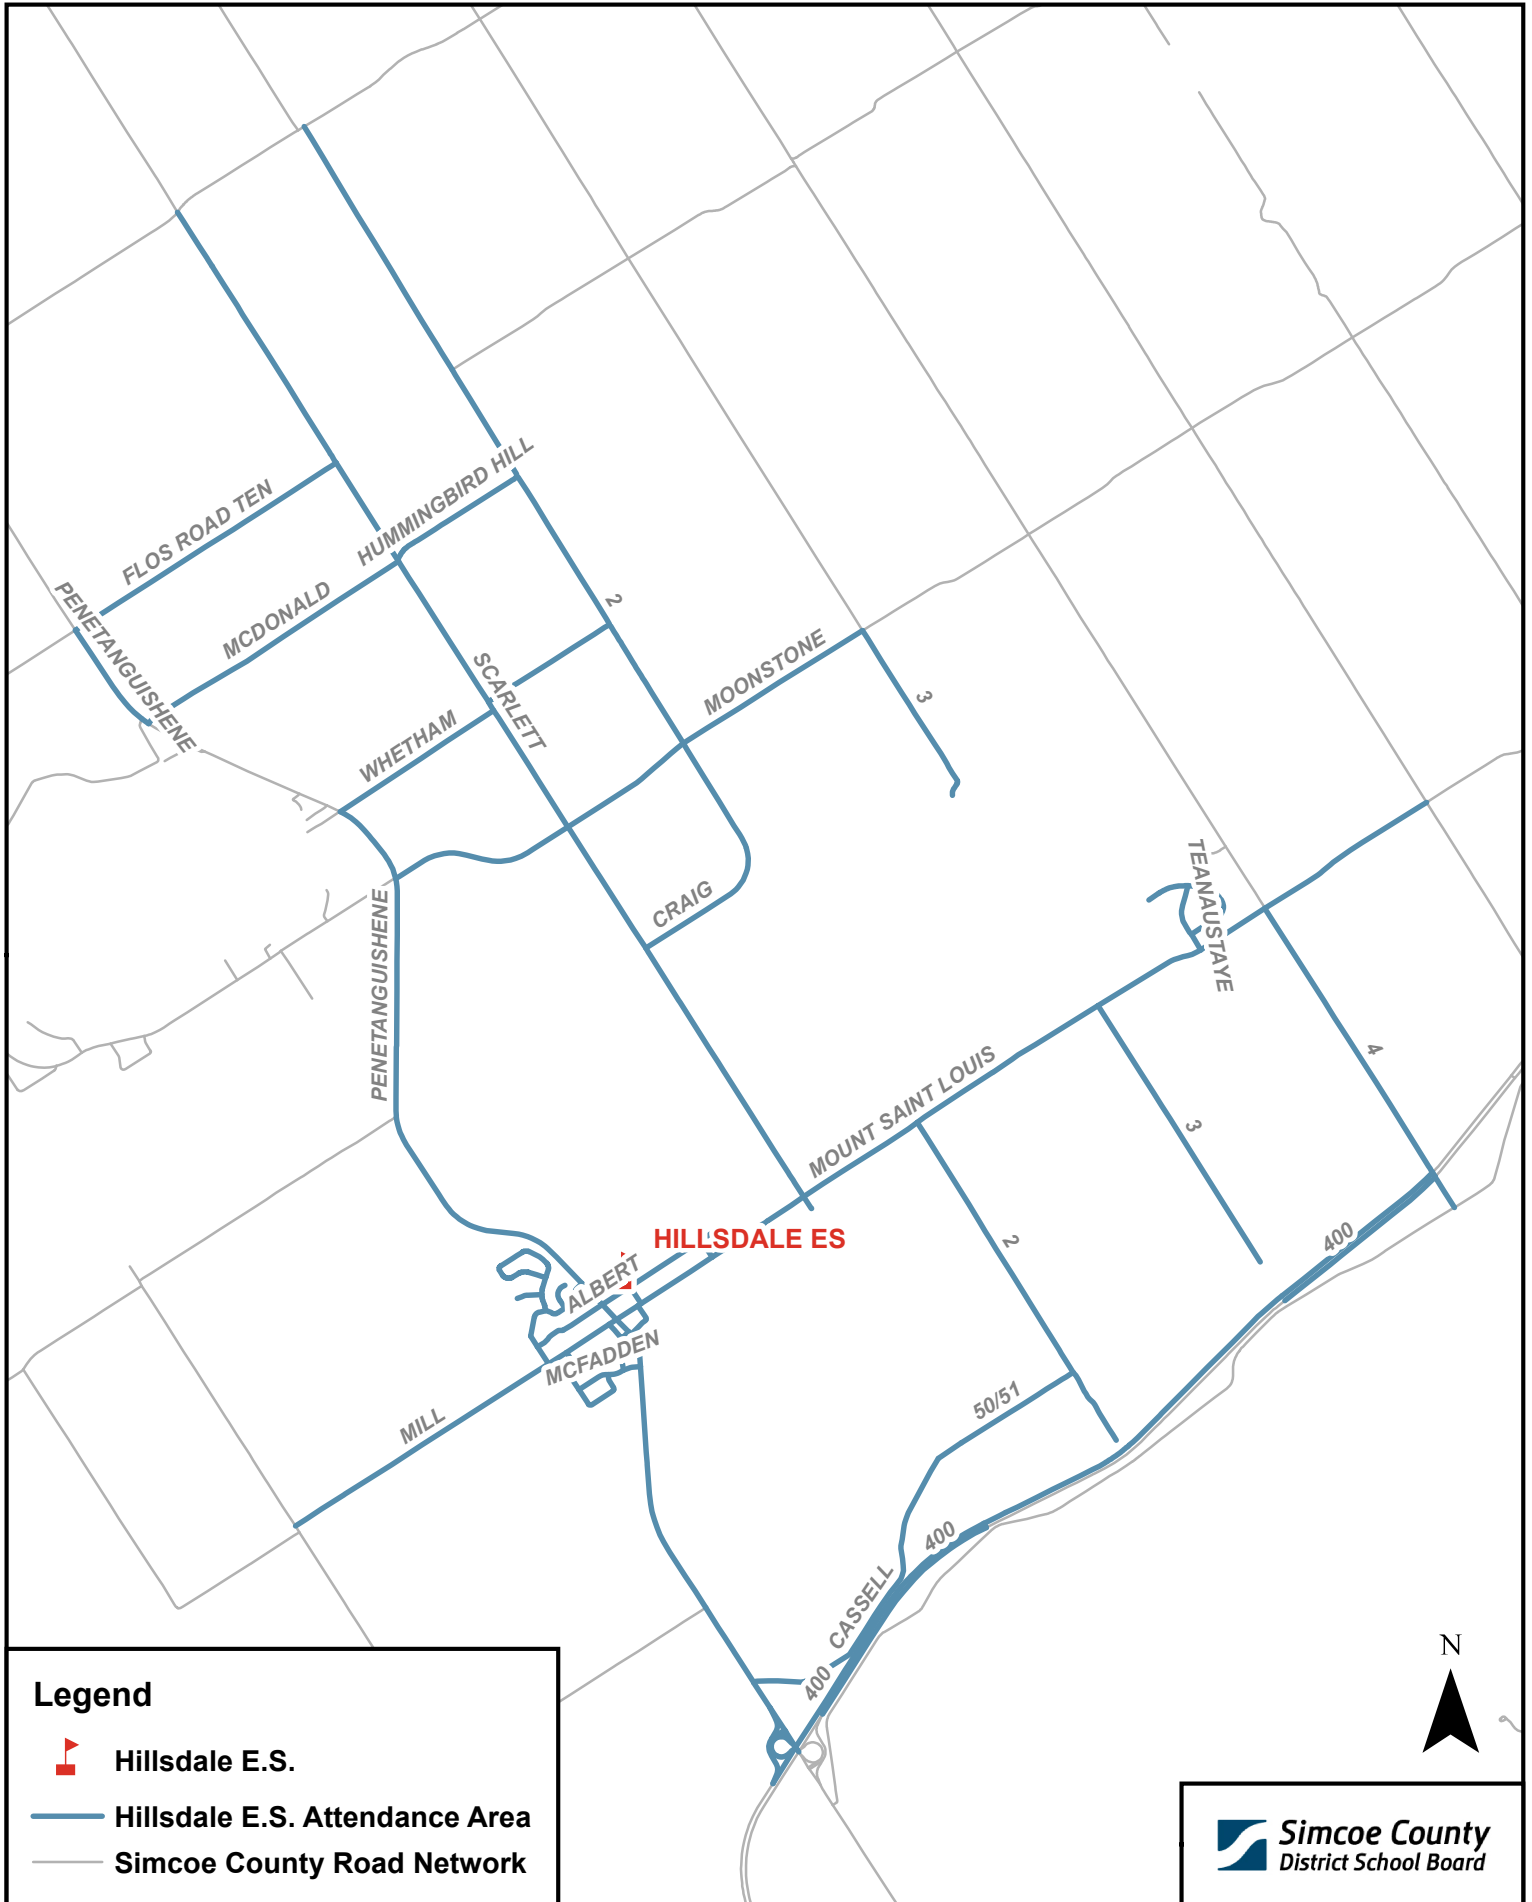 HUMMINGBIRD HILL
FLOS ROAD TEN
PENETANGUISHENE
MCDONALD
2
SCARLETT
MOONSTONE
3
WHETHAM
TEANAUSTAYE
CRAIG
PENETANGUISHENE
4
MOUNT SAINT LOUIS
3
HILLSDALE ES
2
400
ALBERT
MCFADDEN
50/51
MILL
400
CASSELL
400
N
Legend
Hillsdale E.S.
Hillsdale E.S. Attendance Area
Simcoe County Road Network
Simcoe County
District School Board